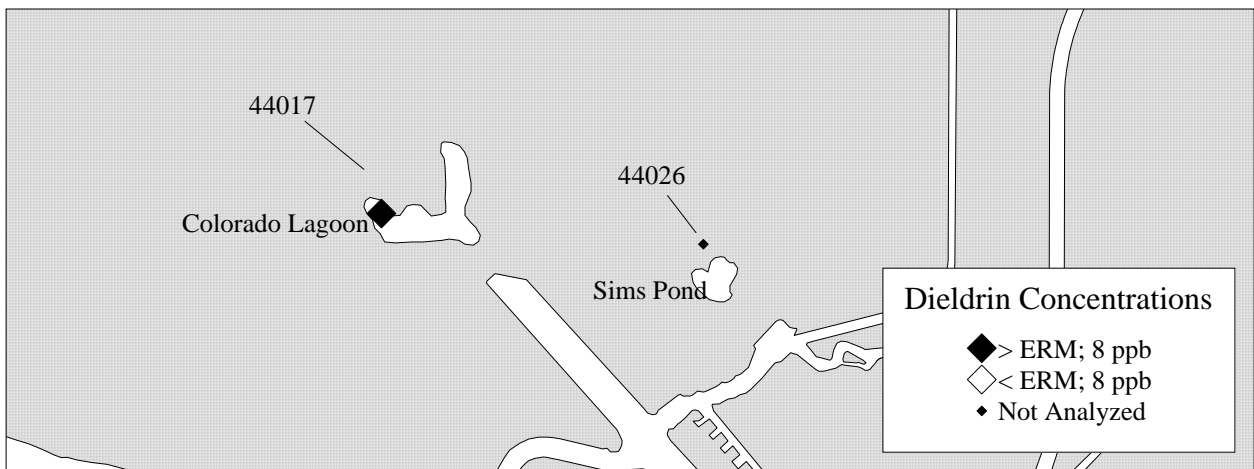 44017
44026
Colorado Lagoon
Sims Pond
Dieldrin Concentrations
> ERM; 8 ppb
< ERM; 8 ppb
Not Analyzed